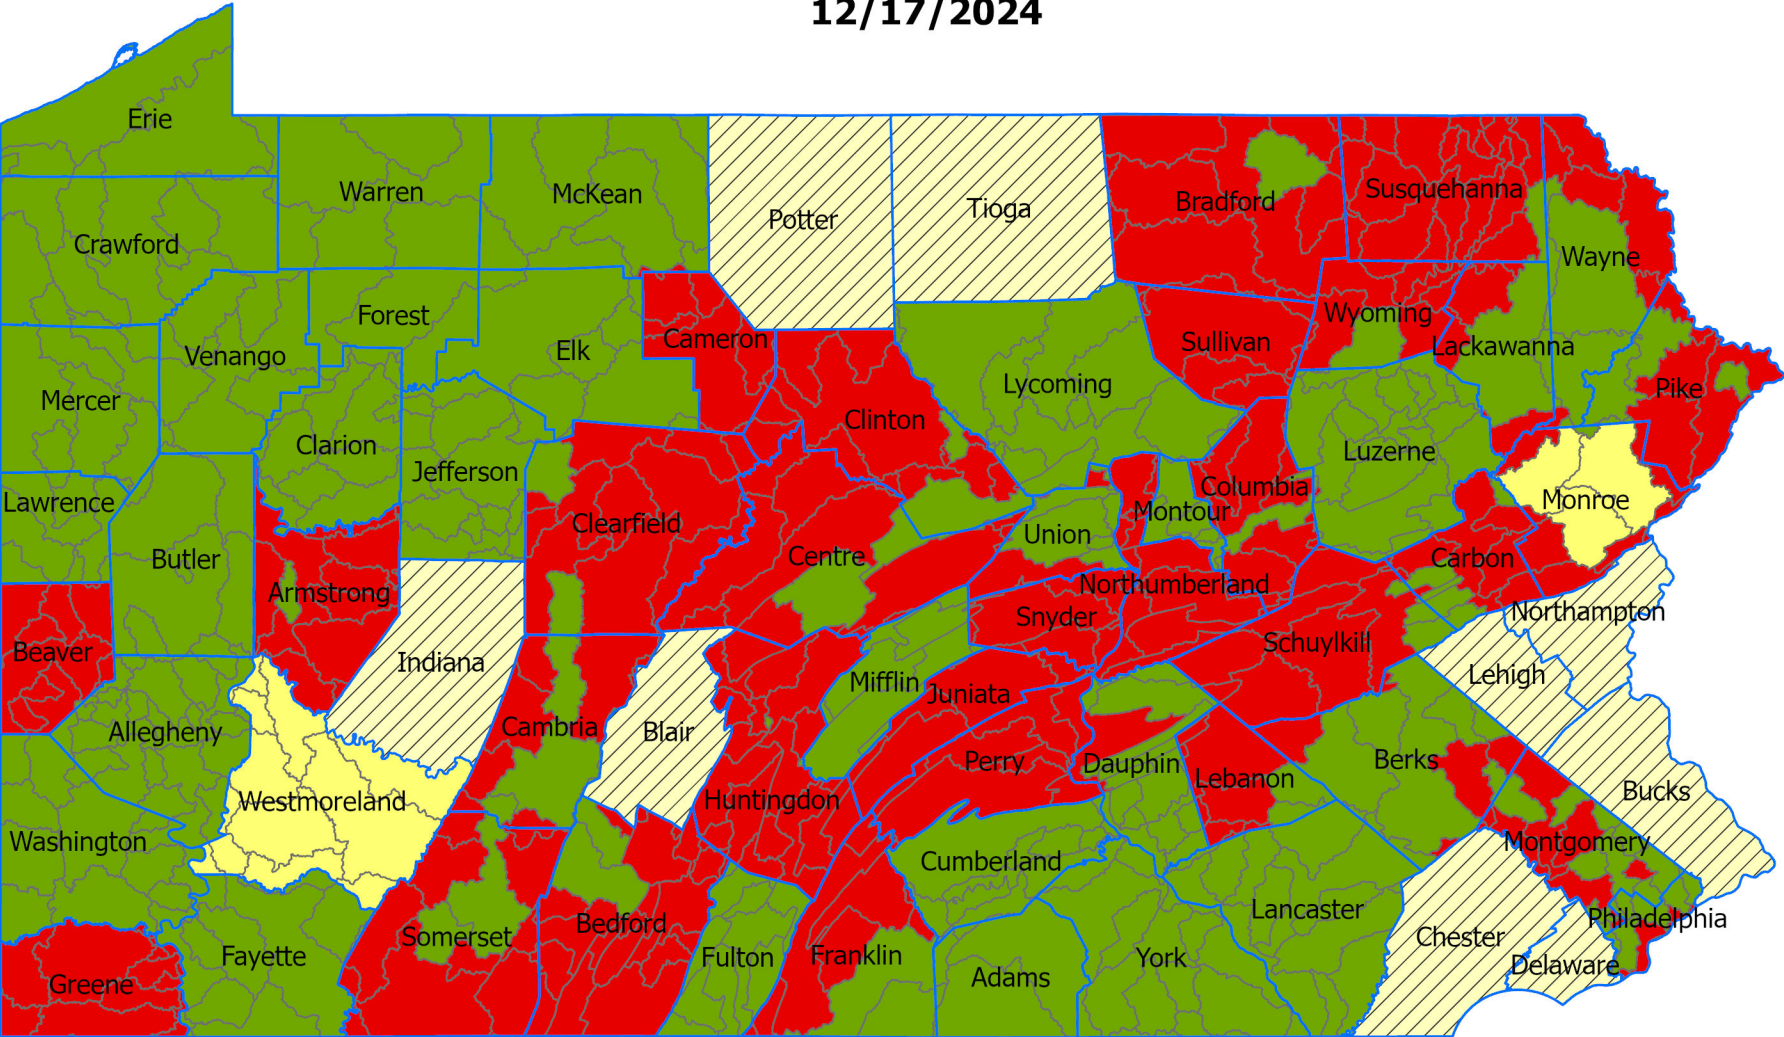 12/17/2024
Erie
Warren
McKean
Potter
Tioga
Bradford
Susquehanna
Wayne
Crawford
Forest
Venango
Elk
Cameron
Sullivan
Wyoming
Lackawanna
Mercer
Clarion
Jefferson
Clinton
Lycoming
Luzerne
Pike
Lawrence
Butler
Clearfield
Centre
Union
Montour
Columbia
Monroe
Carbon
Armstrong
Northumberland
Snyder
Northampton
Beaver
Indiana
Mifflin
Juniata
Schuylkill
Lehigh
Allegheny
Cambria
Blair
Perry
Dauphin
Lebanon
Berks
Bucks
Westmoreland
Huntingdon
Washington
Cumberland
Montgomery
Somerset
Bedford
Lancaster
Philadelphia
Greene
Fayette
Fulton
Franklin
Adams
York
Chester
Delaware